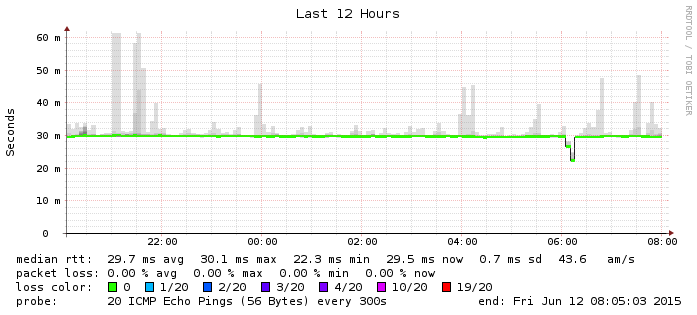 Last 12 Hours
RRDTOOL / TOBI OETIKER
Seconds
60 m
50 m
40 m
30 m
20 m
10 m
0
22:00 00:00 02:00 04:00 06:00 08:00
median rtt: 29.7 ms avg 30.1 ms max 22.3 ms min 29.5 ms now 0.7 ms sd 43.6 am/s
packet loss: 0.00 % avg 0.00 % max 0.00 % min 0.00 % now
loss color: 0 1/20 2/20 3/20 4/20 10/20 19/20
probe: 20 ICMP Echo Pings (56 Bytes) every 300s end: Fri Jun 12 08:05:03 2015